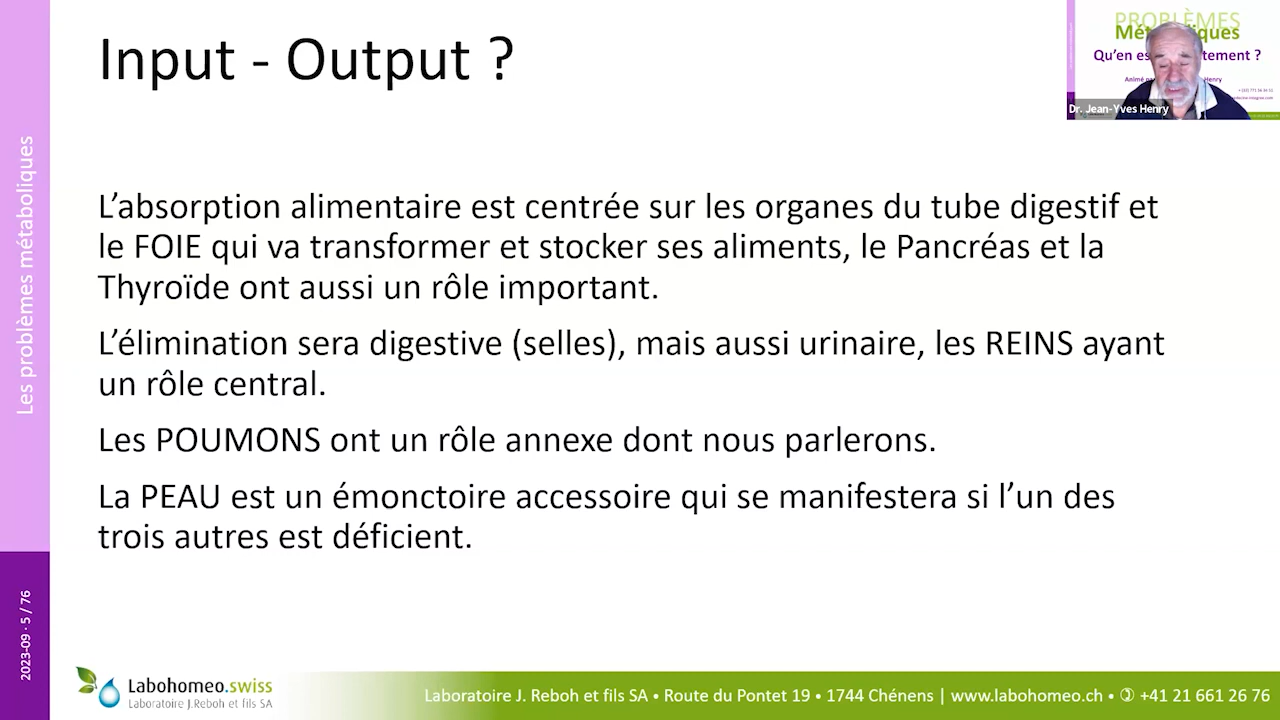 Input - Output ?
L’absorption alimentaire est centrée sur les organes du tube digestif et
le FOIE qui va transformer et stocker ses aliments, le Pancréas et la
Thyroïde ont aussi un rôle important.
L’élimination sera digestive (selles), mais aussi urinaire, les REINS ayant
un rôle central.
Les POUMONS ont un rôle annexe dont nous parlerons.
La PEAU est un émonctoire accessoire qui se manifestera si l’un des
trois autres est déficient.
Les problèmes métaboliques
2023-09 · 5 / 76
PROBLÈMES
Qu’en es
tement ?
Henry
Dr. Jean-Yves Henry
Labohomeo.swiss
Laboratoire J.Reboh et fils SA
Laboratoire J. Reboh et fils SA • Route du Pontet 19 • 1744 Chénens | www.labohomeo.ch • ✆ +41 21 661 26 76